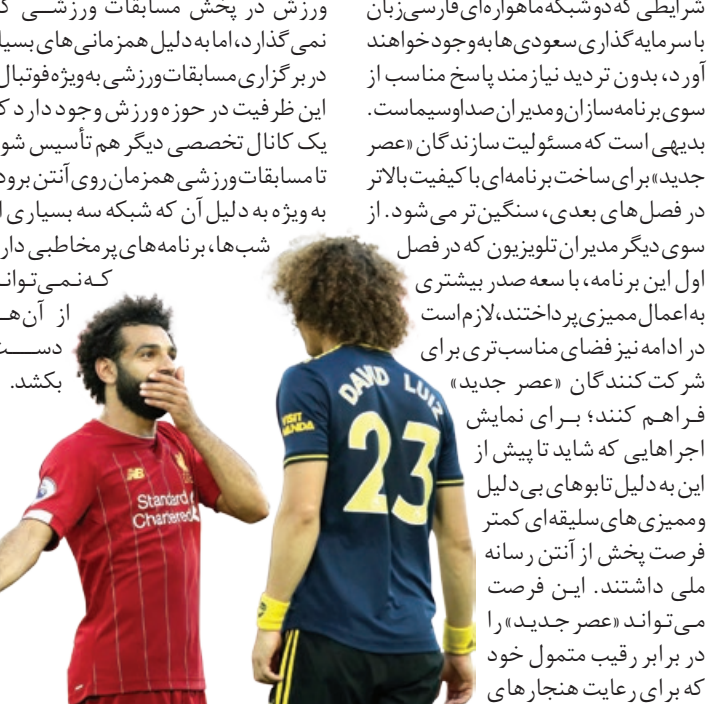 شرایطی که دو شبکه ماهواره‌ای فارسی‌زبان
با سرمایه‌گذاری سعودی‌ها به وجود خواهند
آورد، بدون تردید نیازمند پاسخ مناسب از
سوی برنامه‌سازان و مدیران صداوسیماست.
بدیهی است که مسئولیت سازندگان «عصر
جدید» برای ساخت برنامه‌ای با کیفیت بالاتر
در فصل‌های بعدی، سنگین‌تر می‌شود. از
سوی دیگر مدیران تلویزیون که در فصل
اول این برنامه، با سعه صدر بیشتری
به اعمال ممیزی پرداختند، لازم است
در ادامه نیز فضای مناسب‌تری برای
شرکت‌کنندگان «عصر جدید»
فراهم کنند؛ برای نمایش
اجراهایی که شاید تا پیش از
این به دلیل تابوهای بی‌دلیل
و ممیزی‌های سلیقه‌ای کمتر
فرصت پخش از آنتن رسانه
ملی داشتند. این فرصت
می‌تواند «عصر جدید» را
در برابر رقیب متمول خود
که برای رعایت هنجارهای
ورزش در پخش مسابقات ورزشی
نمی‌گذارد، اما به دلیل همزمانی‌های
در برگزاری مسابقات ورزشی به‌ویژه فوتبال
این ظرفیت در حوزه ورزش وجود دارد
یک کانال تخصصی دیگر هم تأسیس
تا مسابقات ورزشی همزمان روی آنتن برود
به ویژه به دلیل آن که شبکه سه بسیاری
شب‌ها، برنامه‌های پرمخاطبی
که نمی‌تواند
از آن‌ها
دست
بکشد.
DAVID LUIZ
23
VISIT
NB
Standard
Chartered